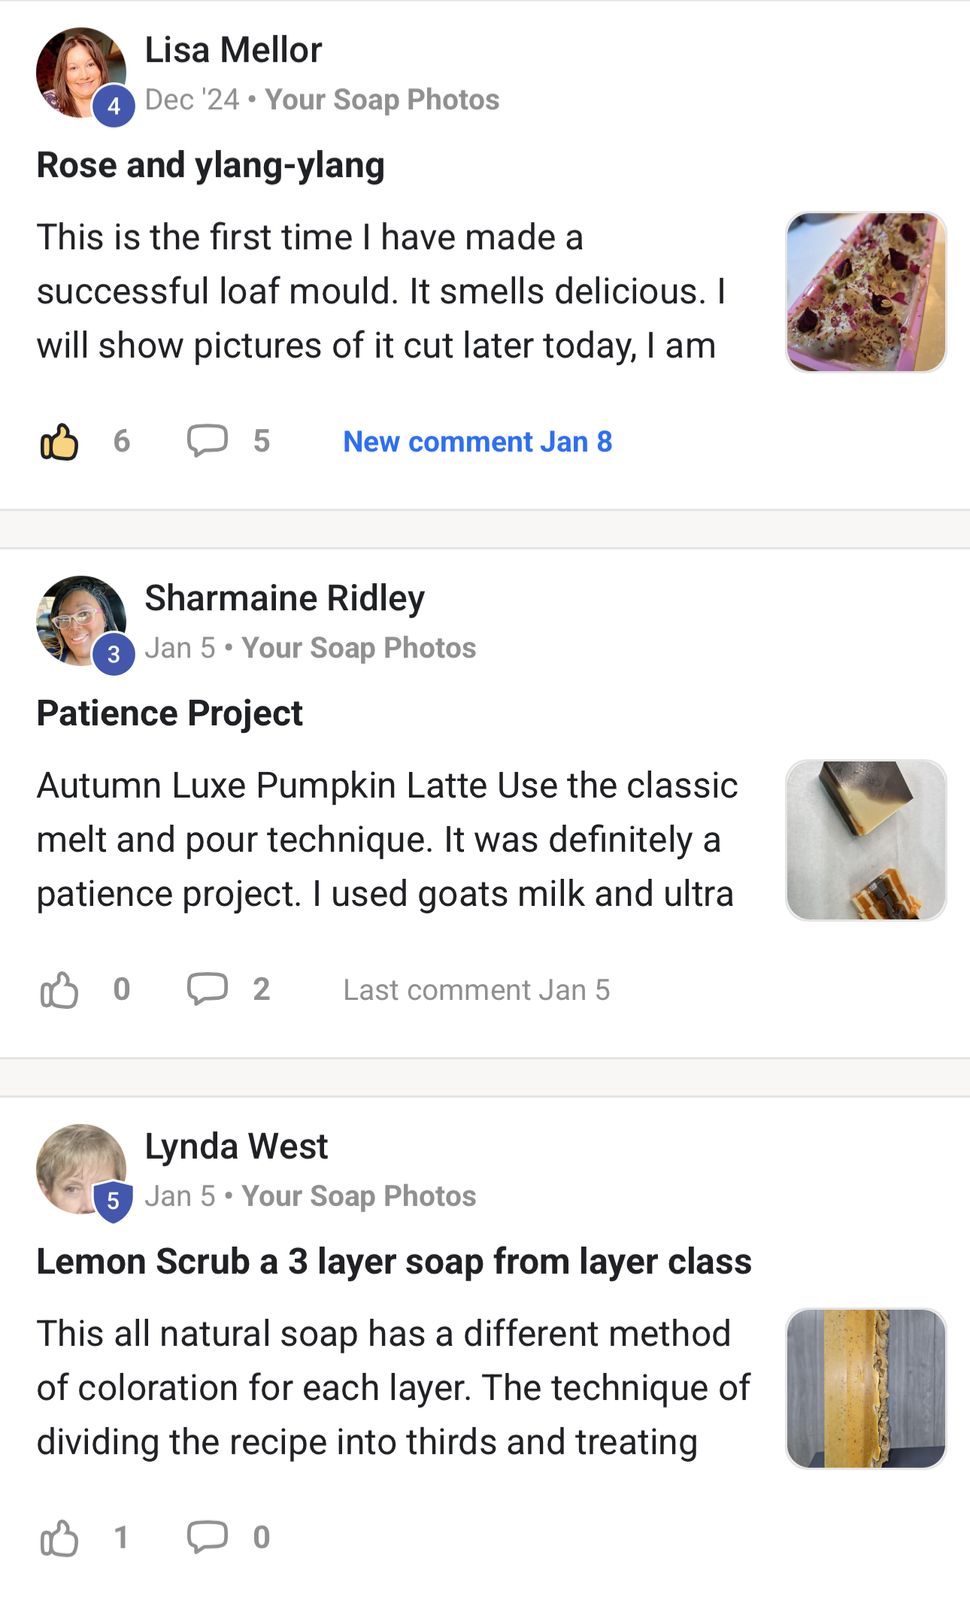 Lisa Mellor
4
Dec '24 • Your Soap Photos
Rose and ylang-ylang
This is the first time I have made a
successful loaf mould. It smells delicious. I
will show pictures of it cut later today, I am
6 5 New comment Jan 8
Sharmaine Ridley
3
Jan 5 • Your Soap Photos
Patience Project
Autumn Luxe Pumpkin Latte Use the classic
melt and pour technique. It was definitely a
patience project. I used goats milk and ultra
0 2 Last comment Jan 5
Lynda West
5
Jan 5 • Your Soap Photos
Lemon Scrub a 3 layer soap from layer class
This all natural soap has a different method
of coloration for each layer. The technique of
dividing the recipe into thirds and treating
1 0